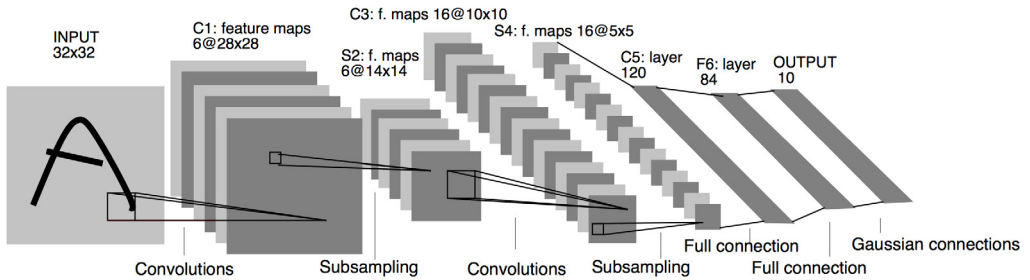 INPUT
32x32
C1: feature maps
6@28x28
S2: f. maps
6@14x14
C3: f. maps 16@10x10
S4: f. maps 16@5x5
C5: layer
120
F6: layer
84
OUTPUT
10
Convolutions
Subsampling
Convolutions
Subsampling
Full connection
Full connection
Gaussian connections